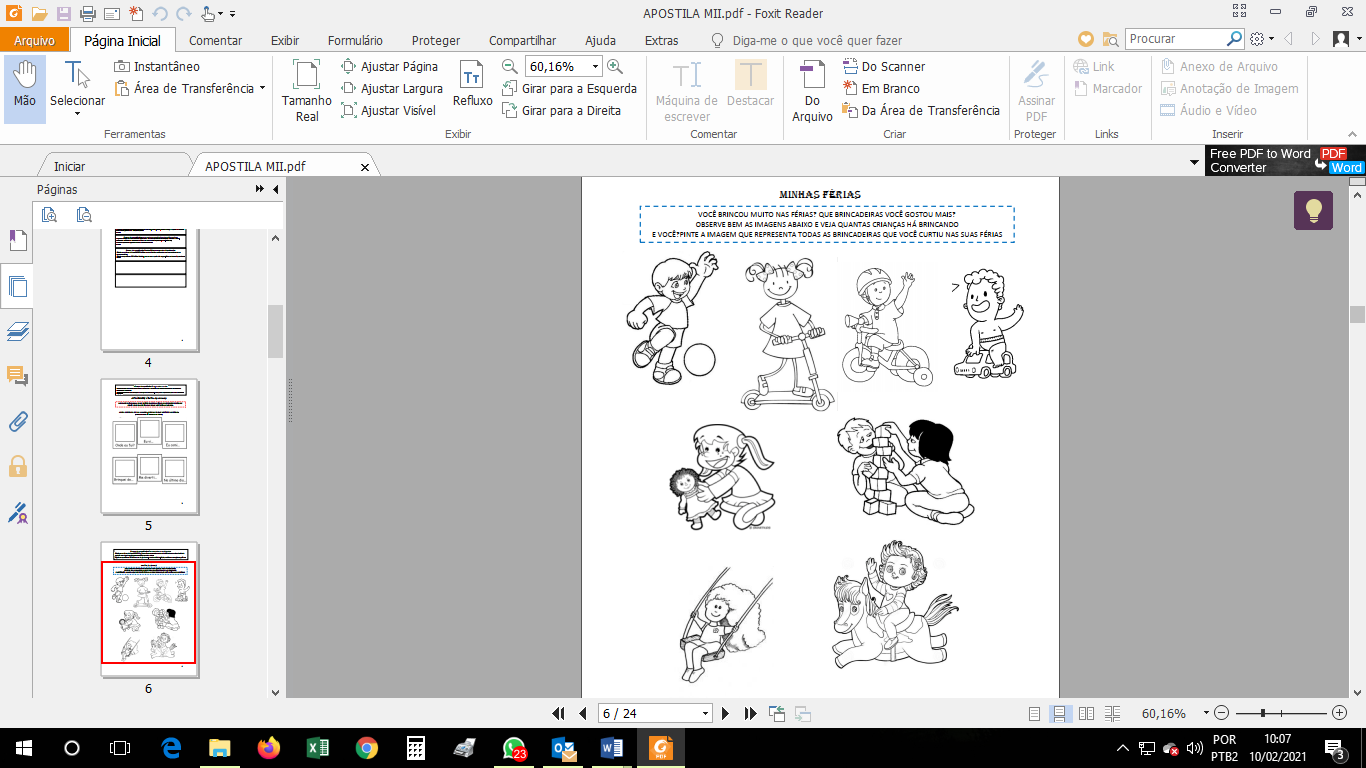 APOSTILA MII.pdf - Foxit Reader
Arquivo
Página Inicial
Comentar
Exibir
Formulário
Proteger
Compartilhar
Ajuda
Extras
Diga-me o que você quer fazer
Procurar
Mão
Selecionar
Instantâneo
Área de Transferência
Ferramentas
Tamanho Real
Ajustar Página
Ajustar Largura
Ajustar Visível
Refluxo
60,16%
Girar para a Esquerda
Girar para a Direita
Exibir
Máquina de escrever
Destacar
Comentar
Do Arquivo
Do Scanner
Em Branco
Da Área de Transferência
Criar
Assinar PDF
Proteger
Link
Marcador
Links
Anexo de Arquivo
Anotação de Imagem
Áudio e Vídeo
Inserir
Iniciar
APOSTILA MII.pdf
Free PDF to Word
Converter
PDF
Word
Páginas
4
5
6
MINHAS FÉRIAS
VOCÊ BRINCOU MUITO NAS FÉRIAS? QUE BRINCADEIRAS VOCÊ GOSTOU MAIS?
OBSERVE BEM AS IMAGENS ABAIXO E VEJA QUANTAS CRIANÇAS HÁ BRINCANDO
E VOCÊ?PINTE A IMAGEM QUE REPRESENTA TODAS AS BRINCADEIRAS QUE VOCÊ CURTIU NAS SUAS FÉRIAS
6 / 24
60,16%
23
POR
PTB2
10:07
10/02/2021
3